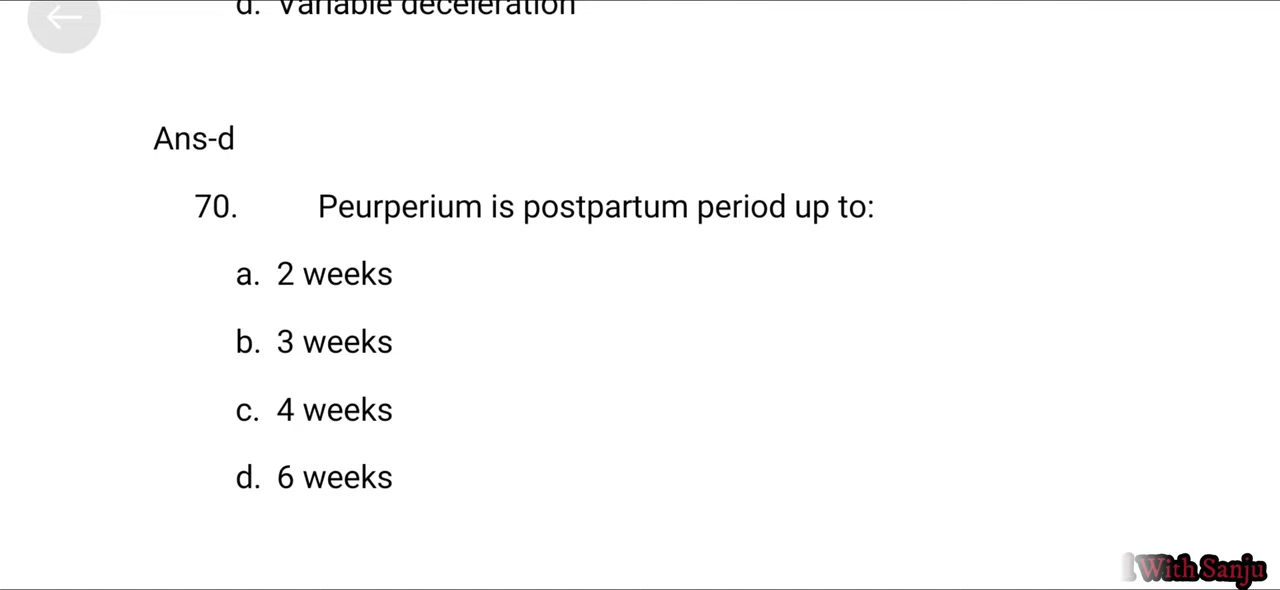 d. Variable deceleration
Ans-d
70. Peurperium is postpartum period up to:
a. 2 weeks
b. 3 weeks
c. 4 weeks
d. 6 weeks
With Sanju